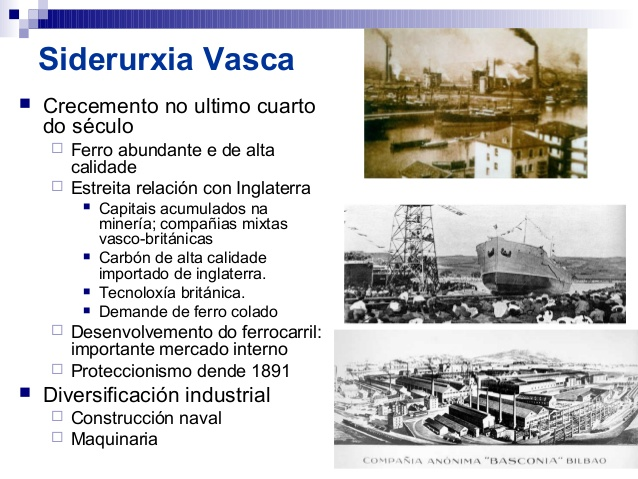 Siderurxia Vasca
Crecemento no ultimo cuarto
do século
Ferro abundante e de alta
calidade
Estreita relación con Inglaterra
Capitais acumulados na
minería; compañias mixtas
vasco-británicas
Carbón de alta calidade
importado de inglaterra.
Tecnoloxía británica.
Demande de ferro colado
Desenvolvemento do ferrocarril:
importante mercado interno
Proteccionismo dende 1891
Diversificación industrial
Construcción naval
Maquinaria
COMPAÑIA ANÓNIMA "BASCONIA" BILBAO